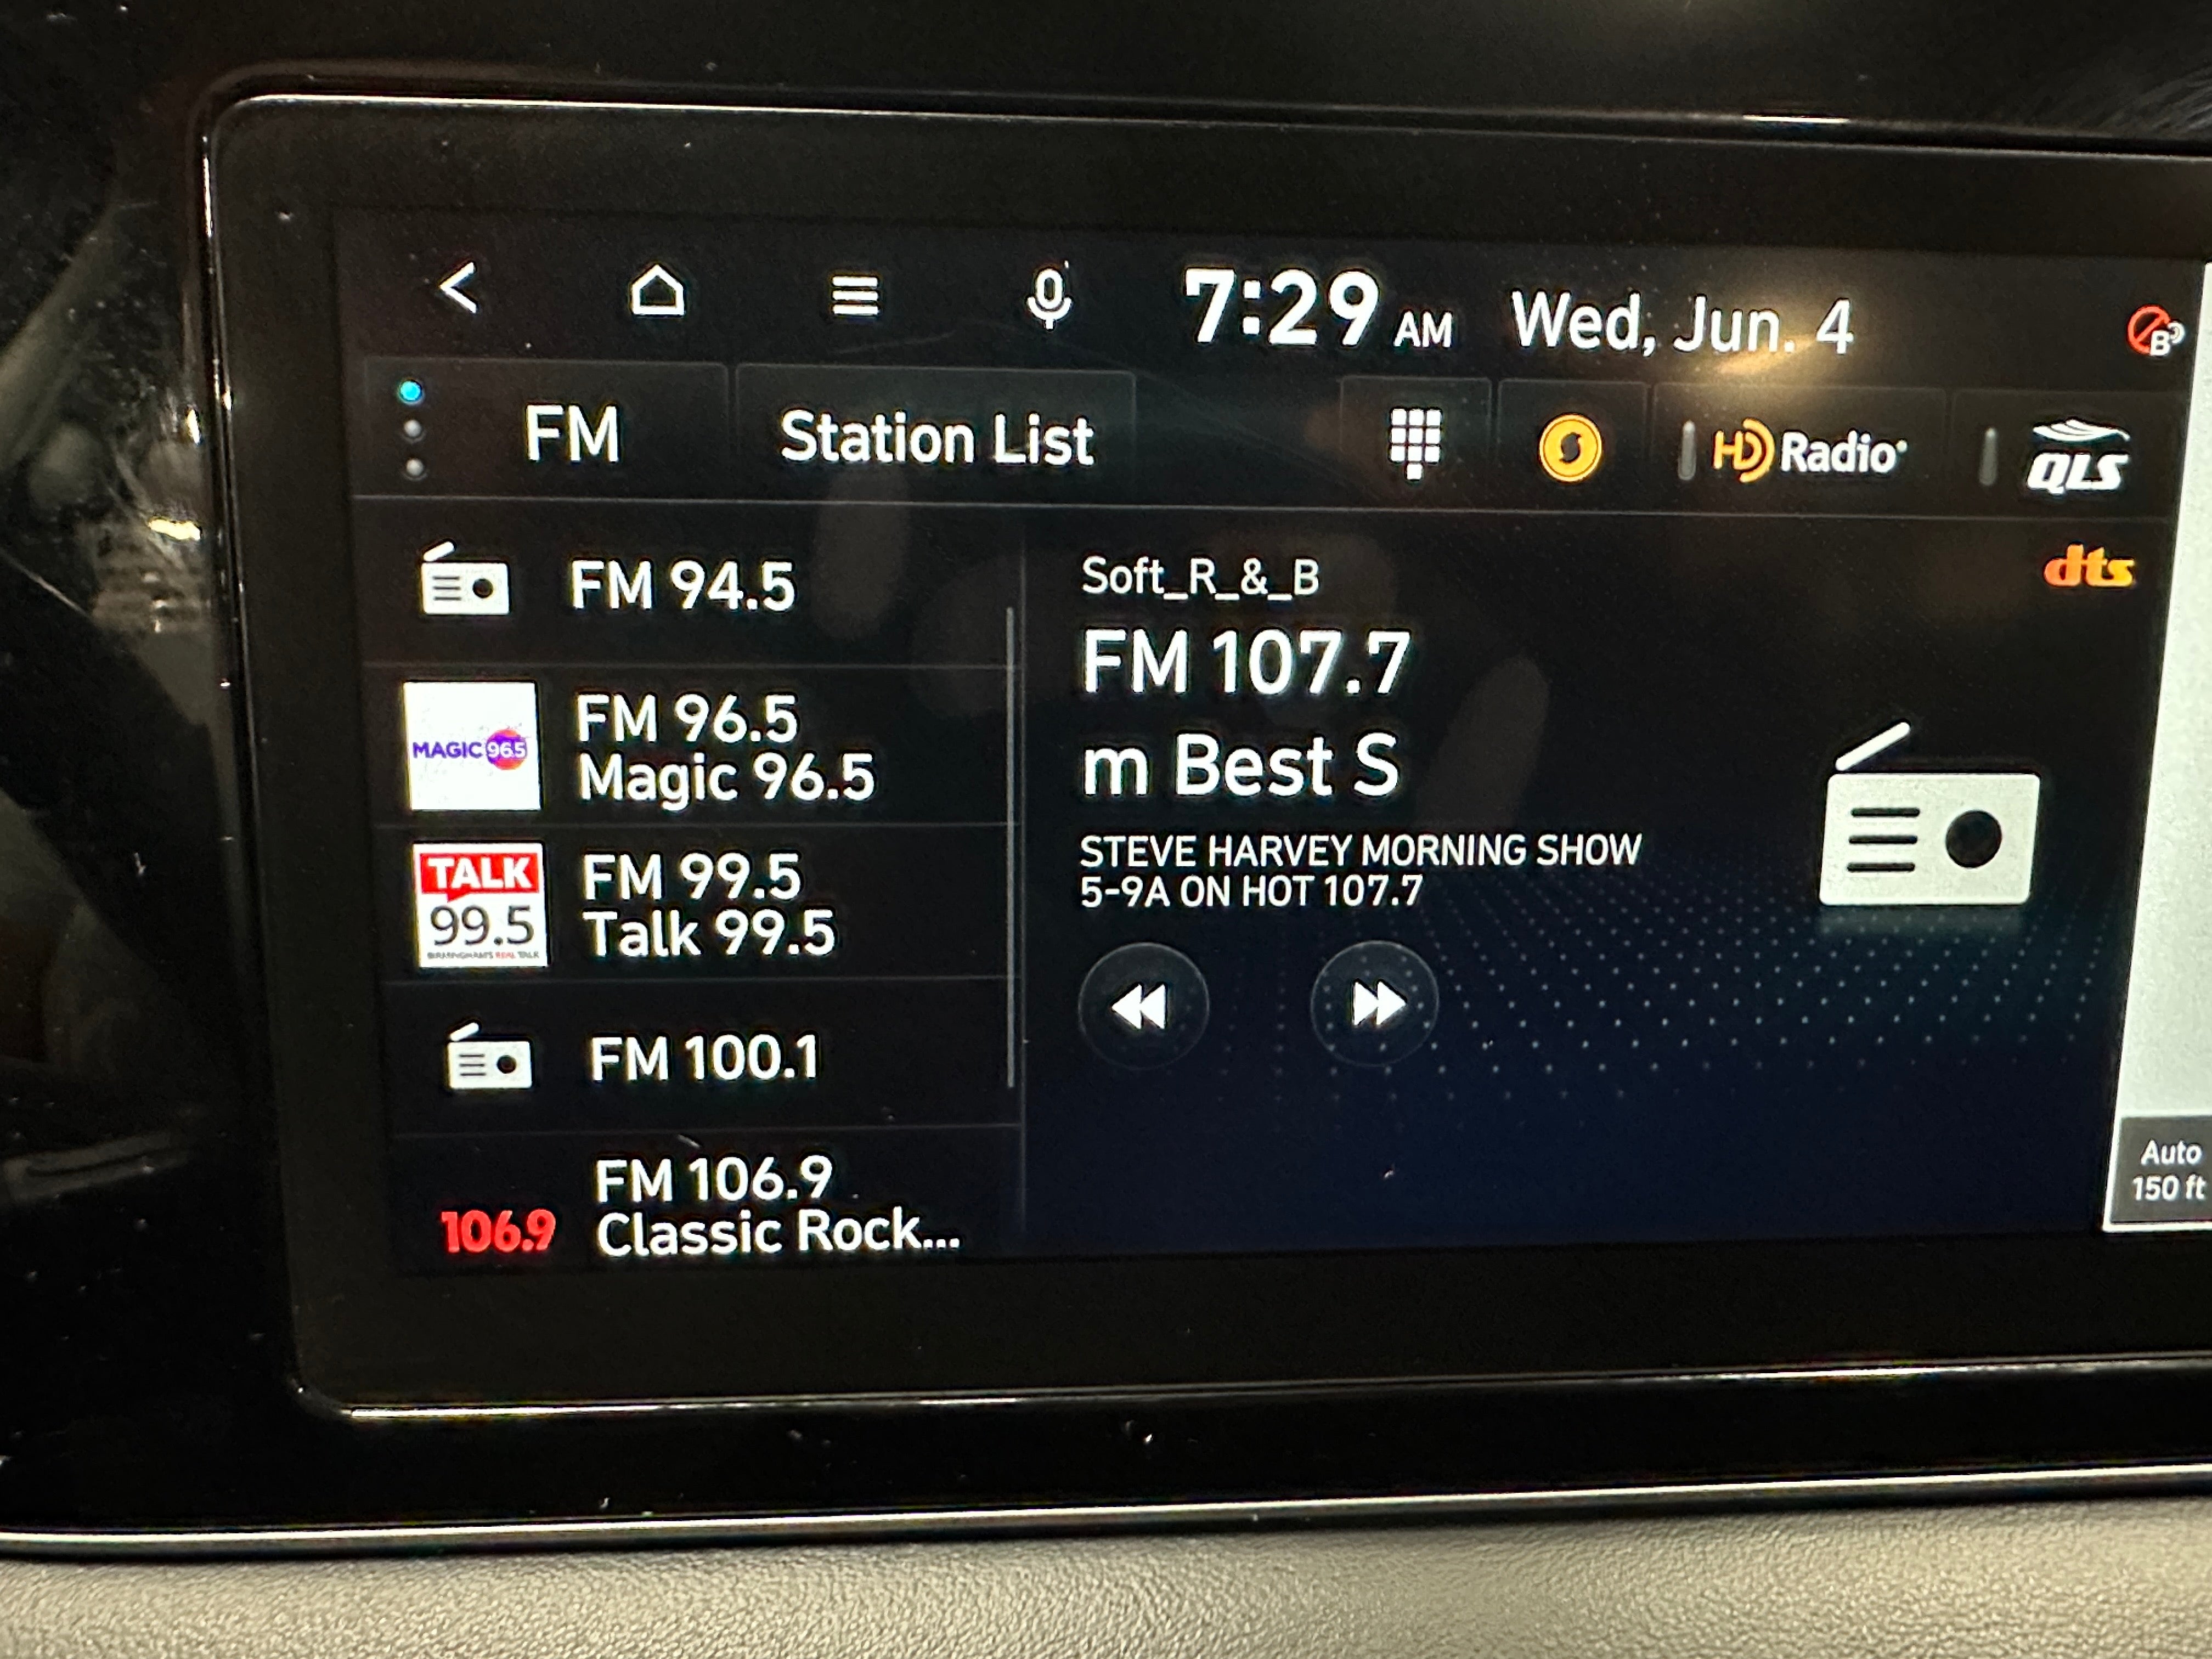 7:29 AM Wed, Jun. 4
B
FM Station List HD Radio QLS
FM 94.5
MAGIC 96.5
FM 96.5
Magic 96.5
TALK
99.5
BIRMINGHAM'S REAL TALK
FM 99.5
Talk 99.5
FM 100.1
106.9
FM 106.9
Classic Rock...
Soft_R_&_B
dts
FM 107.7
m Best S
STEVE HARVEY MORNING SHOW
5-9A ON HOT 107.7
Auto
150 ft